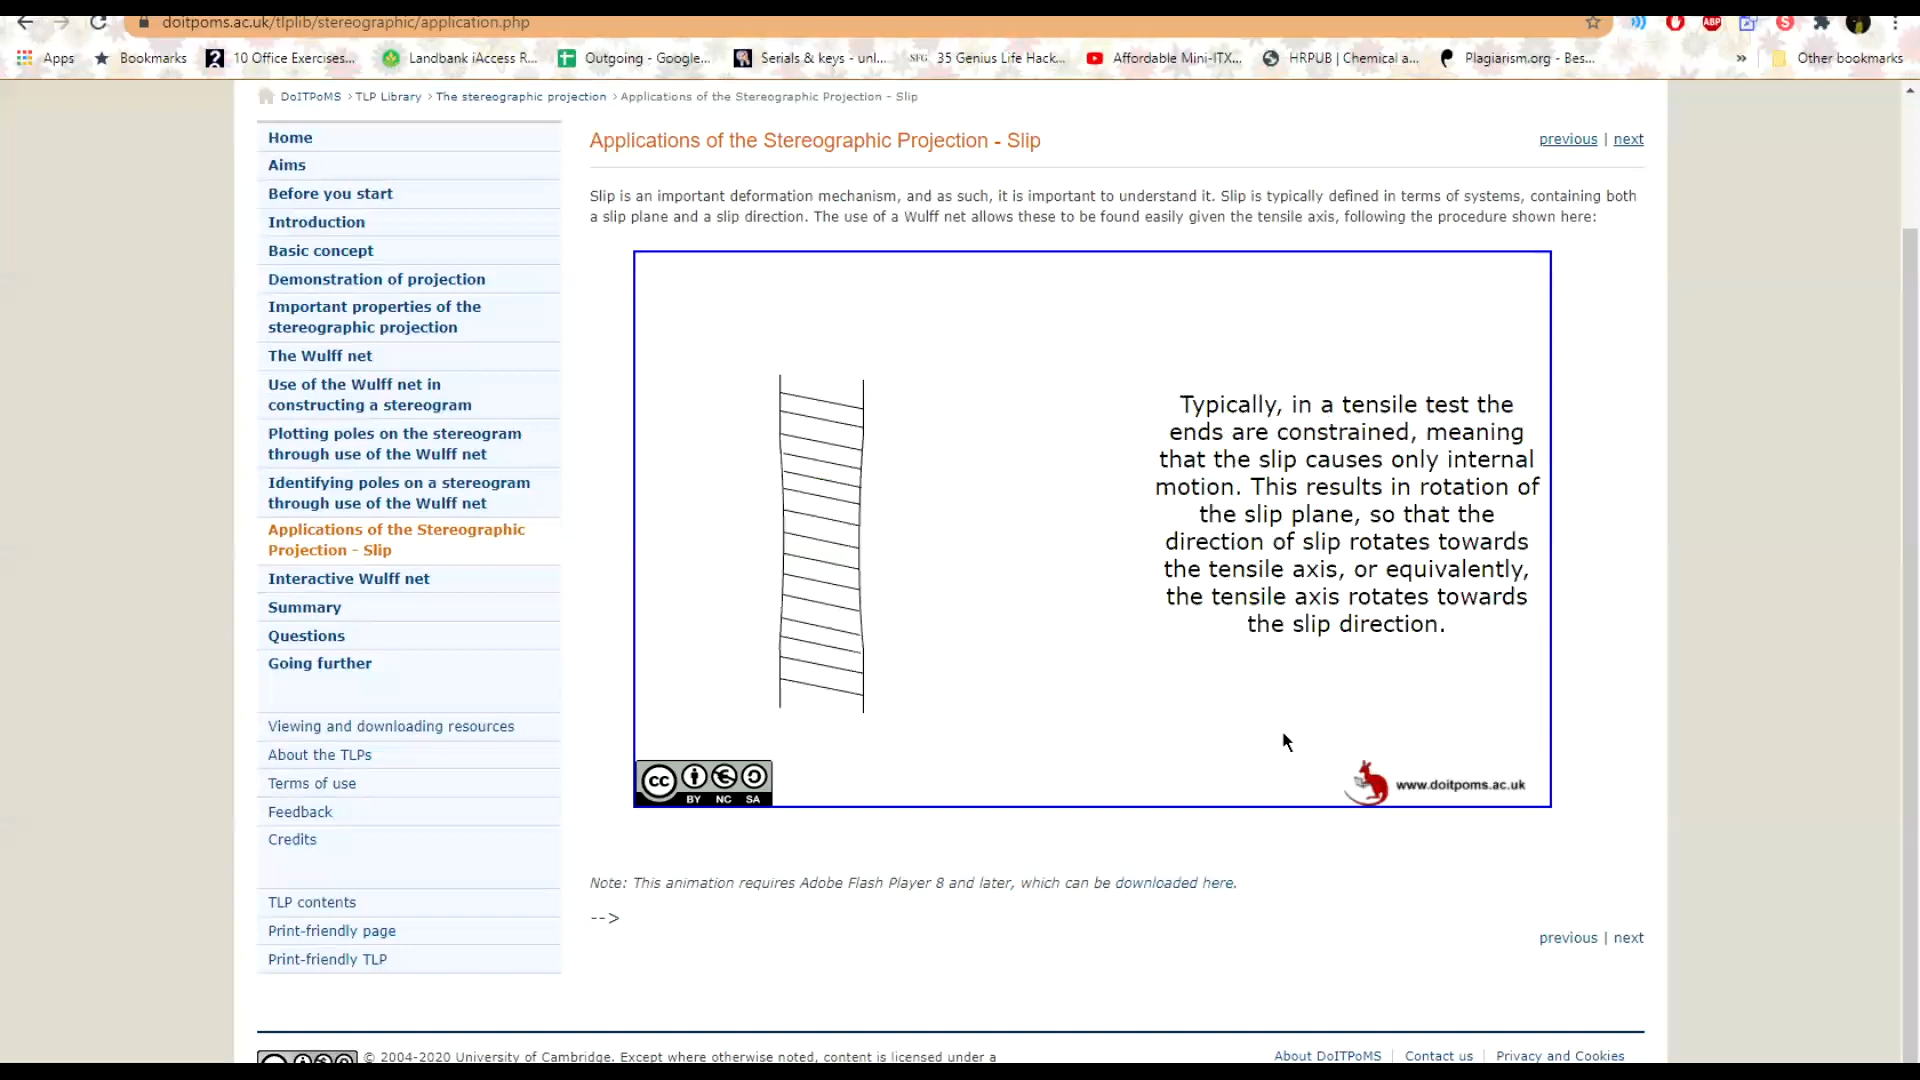 doitpoms.ac.uk/tlplib/stereographic/application.php
ABP
S
Apps
Bookmarks
10 Office Exercises...
Landbank iAccess R...
Outgoing - Google...
Serials & keys - unl...
35 Genius Life Hack...
Affordable Mini-ITX...
HRPUB | Chemical a...
Plagiarism.org - Bes...
»
Other bookmarks
DoITPoMS > TLP Library > The stereographic projection > Applications of the Stereographic Projection - Slip
Home
Aims
Before you start
Introduction
Basic concept
Demonstration of projection
Important properties of the
stereographic projection
The Wulff net
Use of the Wulff net in
constructing a stereogram
Plotting poles on the stereogram
through use of the Wulff net
Identifying poles on a stereogram
through use of the Wulff net
Applications of the Stereographic
Projection - Slip
Interactive Wulff net
Summary
Questions
Going further
Viewing and downloading resources
About the TLPs
Terms of use
Feedback
Credits
TLP contents
Print-friendly page
Print-friendly TLP
Applications of the Stereographic Projection - Slip
previous | next
Slip is an important deformation mechanism, and as such, it is important to understand it. Slip is typically defined in terms of systems, containing both
a slip plane and a slip direction. The use of a Wulff net allows these to be found easily given the tensile axis, following the procedure shown here:
Typically, in a tensile test the
ends are constrained, meaning
that the slip causes only internal
motion. This results in rotation of
the slip plane, so that the
direction of slip rotates towards
the tensile axis, or equivalently,
the tensile axis rotates towards
the slip direction.
cc
BY NC SA
www.doitpoms.ac.uk
Note: This animation requires Adobe Flash Player 8 and later, which can be downloaded here.
-->
previous | next
© 2004-2020 University of Cambridge. Except where otherwise noted, content is licensed under a
About DoITPoMS | Contact us | Privacy and Cookies